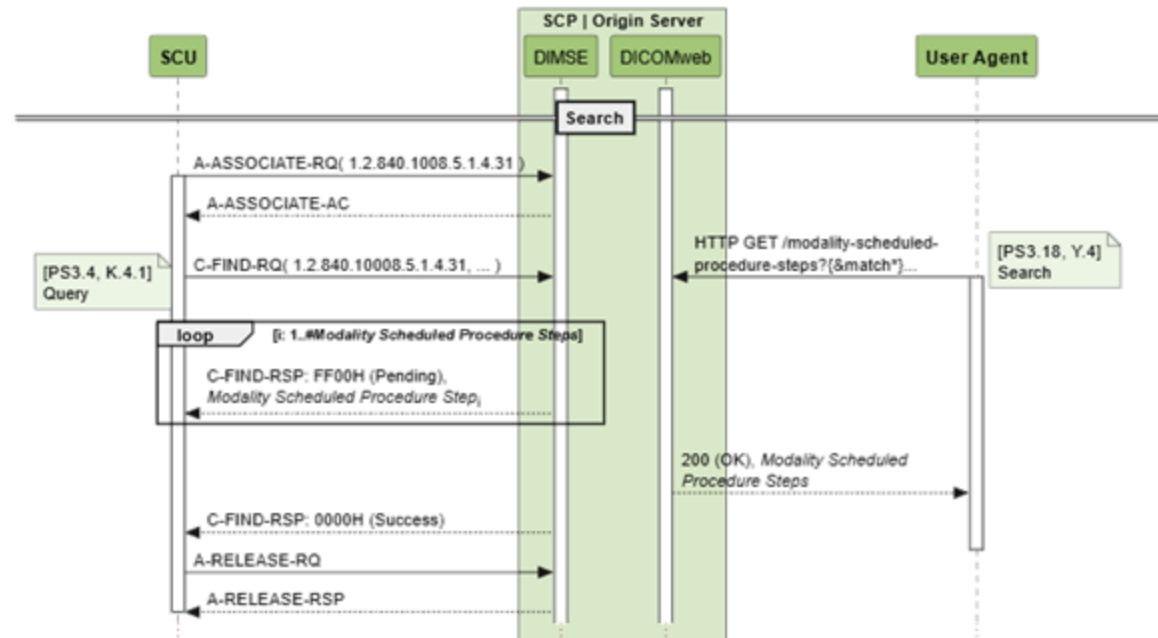 SCP | Origin Server
SCU
DIMSE
DICOMweb
User Agent
Search
A-ASSOCIATE-RQ( 1.2.840.1008.5.1.4.31 )
A-ASSOCIATE-AC
[PS3.4, K.4.1]
Query
C-FIND-RQ( 1.2.840.10008.5.1.4.31, ... )
HTTP GET /modality-scheduled-
procedure-steps?{&match*}...
[PS3.18, Y.4]
Search
loop
[i: 1..#Modality Scheduled Procedure Steps]
C-FIND-RSP: FF00H (Pending),
Modality Scheduled Procedure Stepi
200 (OK), Modality Scheduled
Procedure Steps
C-FIND-RSP: 0000H (Success)
A-RELEASE-RQ
A-RELEASE-RSP